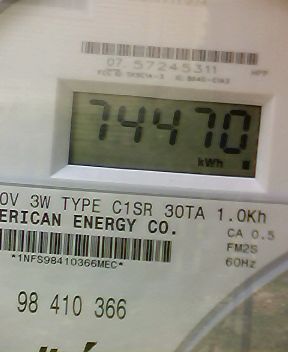 07. 57245311
74470
kWh
0V 3W TYPE C1SR 30TA 1.0Kh
ERICAN ENERGY CO.
CA 0.5
FM2S
60Hz
*1NFS98410366MEC*
98 410 366